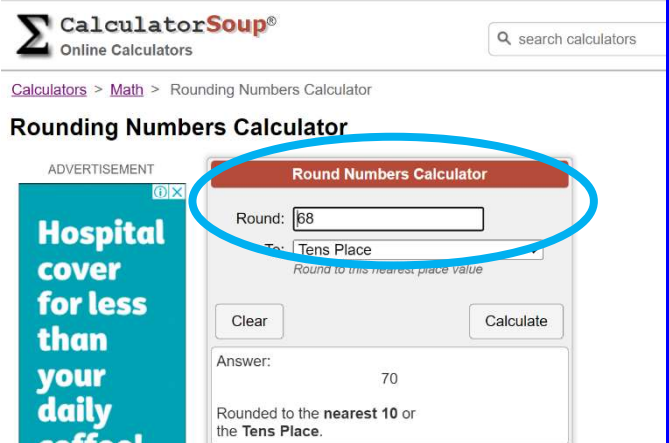 CalculatorSoup®
Online Calculators
search calculators
Calculators > Math > Rounding Numbers Calculator
Rounding Numbers Calculator
ADVERTISEMENT
Hospital
cover
for less
than
your
daily
coffee!
Round Numbers Calculator
Round: 68
To: Tens Place
Round to this nearest place value
Clear
Calculate
Answer:
70
Rounded to the nearest 10 or
the Tens Place.